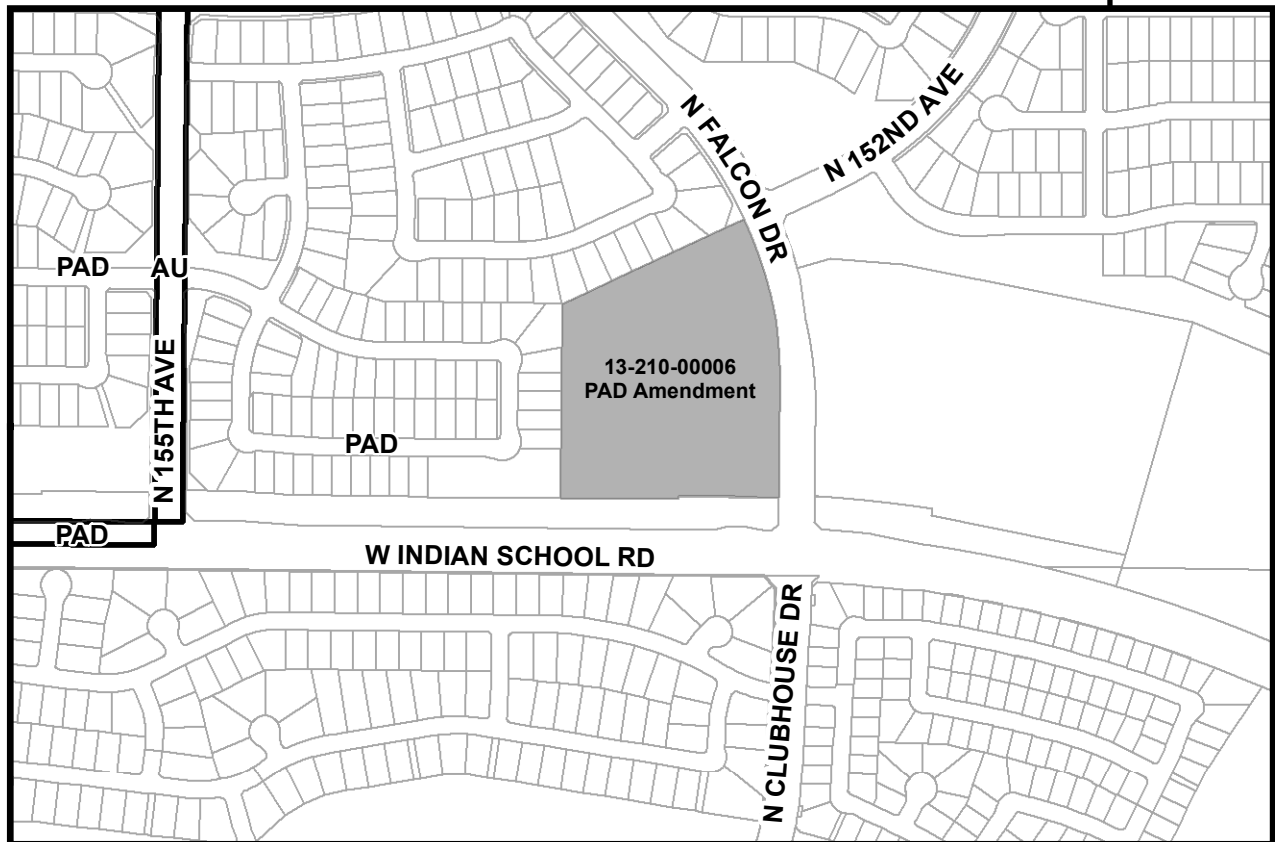 N FALCON DR
N 152ND AVE
PAD
AU
N 155TH AVE
13-210-00006
PAD Amendment
PAD
PAD
W INDIAN SCHOOL RD
N CLUBHOUSE DR